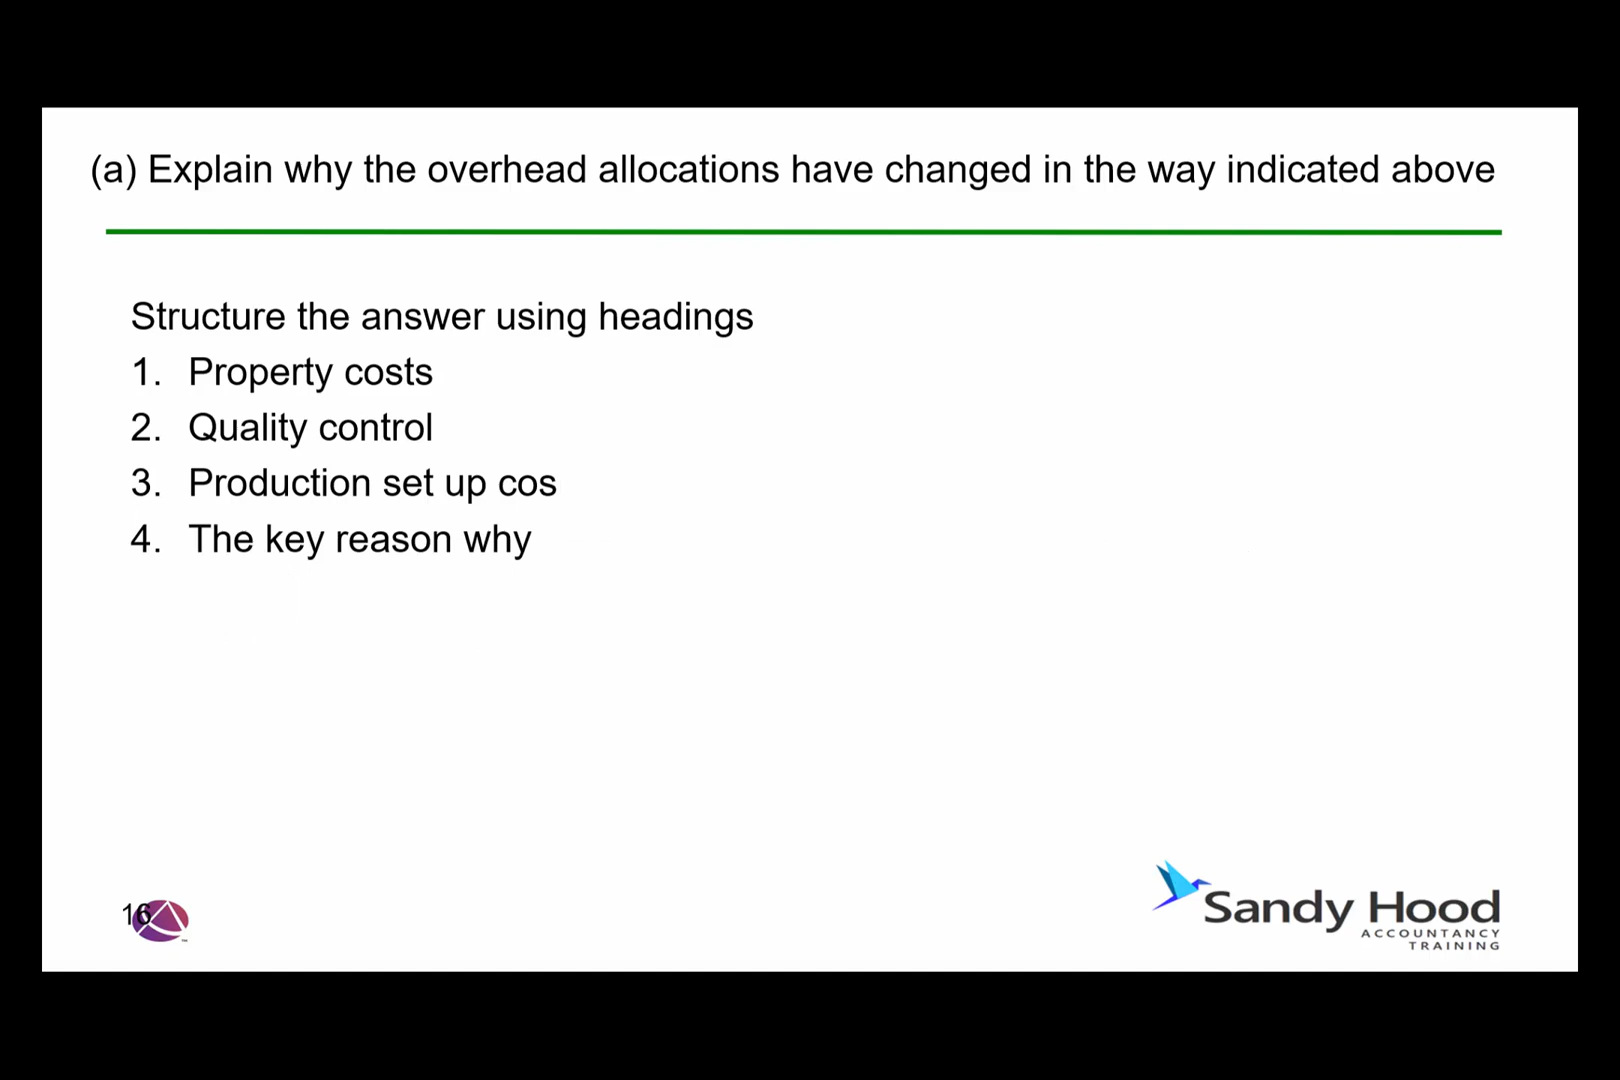 (a) Explain why the overhead allocations have changed in the way indicated above
Structure the answer using headings
1. Property costs
2. Quality control
3. Production set up cos
4. The key reason why
16
Sandy Hood
ACCOUNTANCY
TRAINING